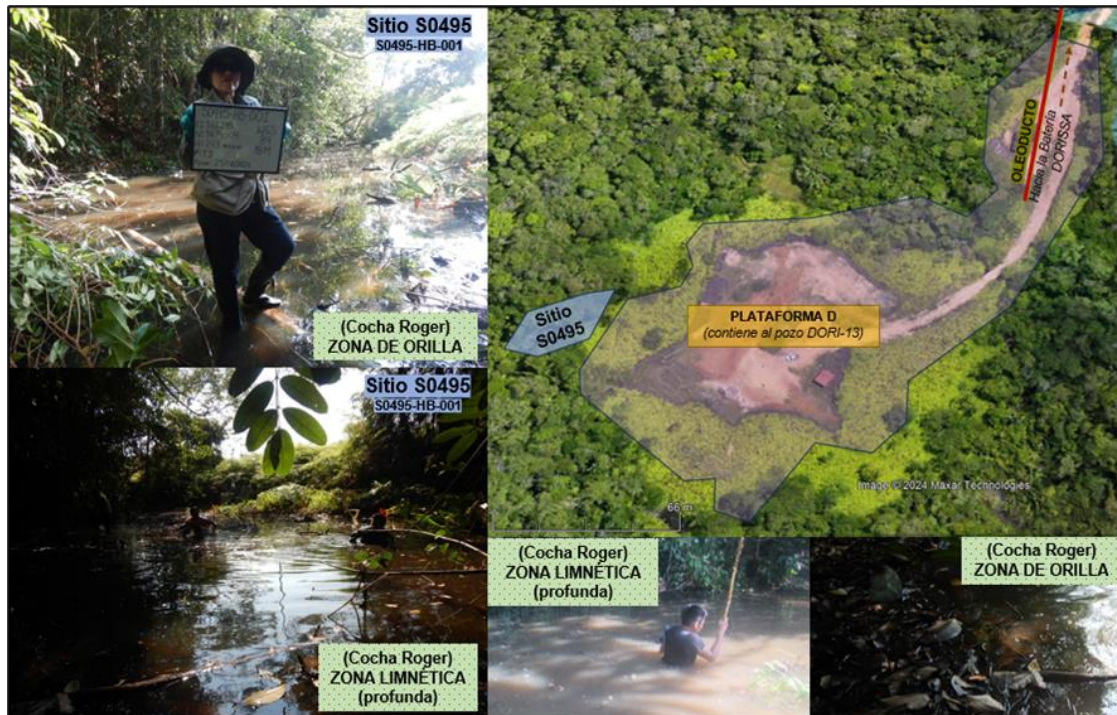 Sitio S0495
S0495-HB-001
(Cocha Roger)
ZONA DE ORILLA
OLEODUCTO
Hacia la Batería
DORISSA
Sitio
S0495
PLATAFORMA D
(contiene al pozo DORI-13)
Image © 2024 Maxar Technologies
66 m
Sitio S0495
S0495-HB-001
(Cocha Roger)
ZONA LIMNÉTICA
(profunda)
(Cocha Roger)
ZONA LIMNÉTICA
(profunda)
(Cocha Roger)
ZONA DE ORILLA